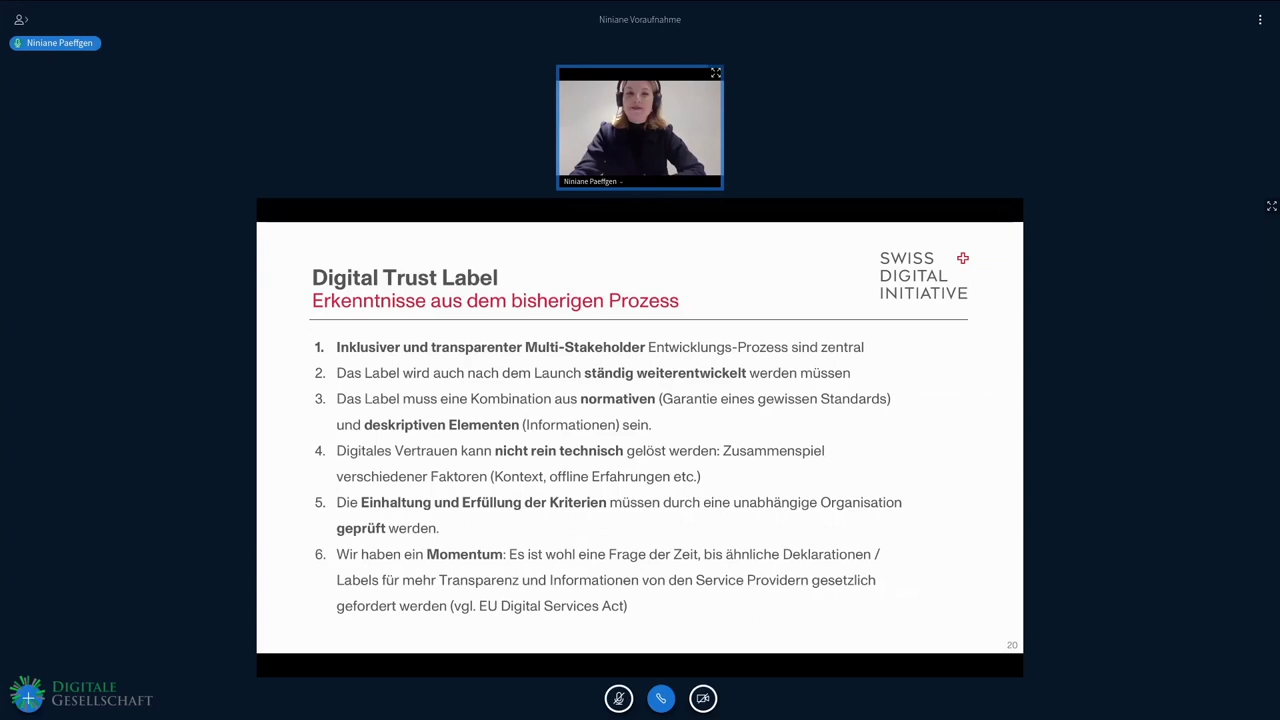 Niniane Voraufnahme
Niniane Paeffgen
Niniane Paeffgen
Digital Trust Label
Erkenntnisse aus dem bisherigen Prozess
SWISS
DIGITAL
INITIATIVE
1. Inklusiver und transparenter Multi-Stakeholder Entwicklungs-Prozess sind zentral
2. Das Label wird auch nach dem Launch ständig weiterentwickelt werden müssen
3. Das Label muss eine Kombination aus normativen (Garantie eines gewissen Standards)
und deskriptiven Elementen (Informationen) sein.
4. Digitales Vertrauen kann nicht rein technisch gelöst werden: Zusammenspiel
verschiedener Faktoren (Kontext, offline Erfahrungen etc.)
5. Die Einhaltung und Erfüllung der Kriterien müssen durch eine unabhängige Organisation
geprüft werden.
6. Wir haben ein Momentum: Es ist wohl eine Frage der Zeit, bis ähnliche Deklarationen /
Labels für mehr Transparenz und Informationen von den Service Providern gesetzlich
gefordert werden (vgl. EU Digital Services Act)
20
DIGITALE
GESELLSCHAFT